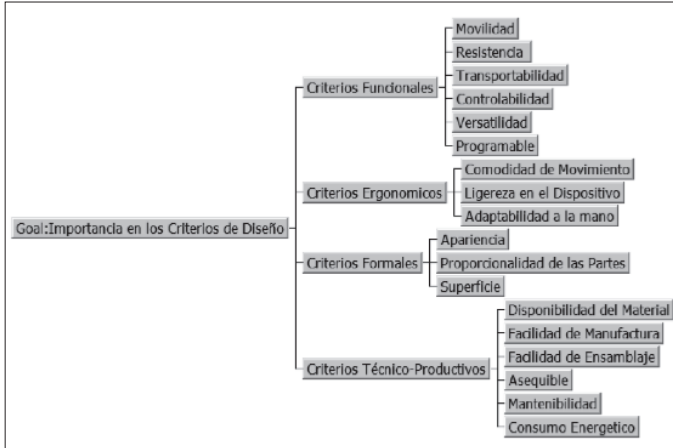 Goal:Importancia en los Criterios de Diseño
Criterios Funcionales
Movilidad
Resistencia
Transportabilidad
Controlabilidad
Versatilidad
Programable
Criterios Ergonomicos
Comodidad de Movimiento
Ligereza en el Dispositivo
Adaptabilidad a la mano
Criterios Formales
Apariencia
Proporcionalidad de las Partes
Superficie
Criterios Técnico-Productivos
Disponibilidad del Material
Facilidad de Manufactura
Facilidad de Ensamblaje
Asequible
Mantenibilidad
Consumo Energetico